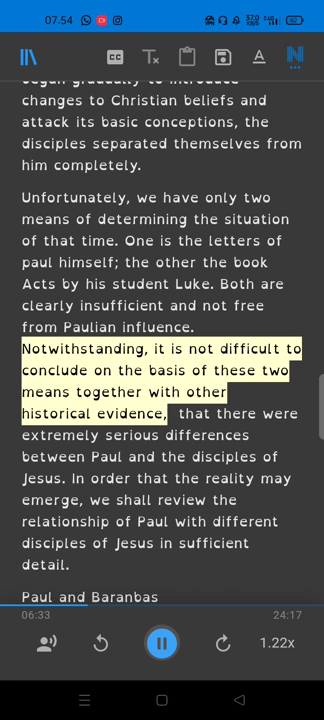 07.54
37.0
KB/S
62
CC
began gradually to introduce
changes to Christian beliefs and
attack its basic conceptions, the
disciples separated themselves from
him completely.
Unfortunately, we have only two
means of determining the situation
of that time. One is the letters of
paul himself; the other the book
Acts by his student Luke. Both are
clearly insufficient and not free
from Paulian influence.
Notwithstanding, it is not difficult to
conclude on the basis of these two
means together with other
historical evidence, that there were
extremely serious differences
between Paul and the disciples of
Jesus. In order that the reality may
emerge, we shall review the
relationship of Paul with different
disciples of Jesus in sufficient
detail.
Paul and Baranbas
06:33 24:17
1.22x